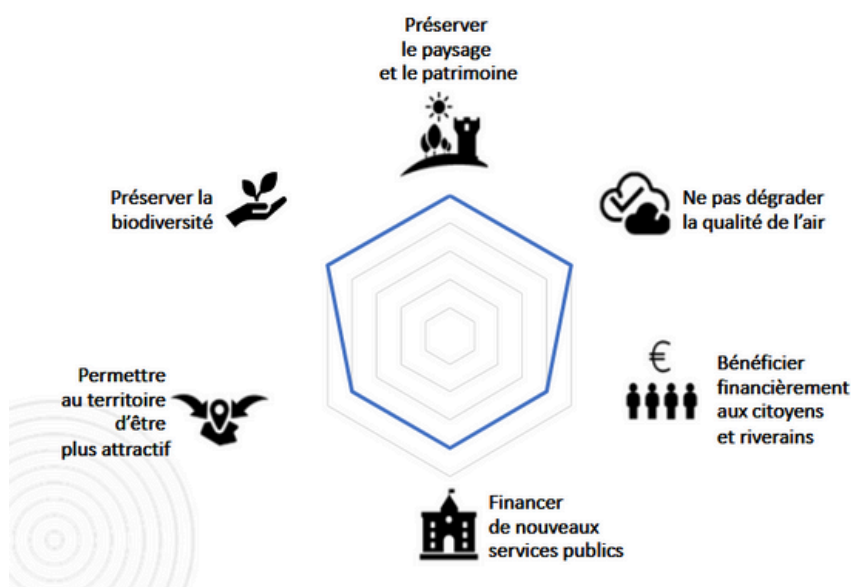 Préserver
le paysage
et le patrimoine
Préserver la
biodiversité
Ne pas dégrader
la qualité de l'air
Permettre
au territoire
d'être
plus attractif
€
Bénéficier
financièrement
aux citoyens
et riverains
Financer
de nouveaux
services publics